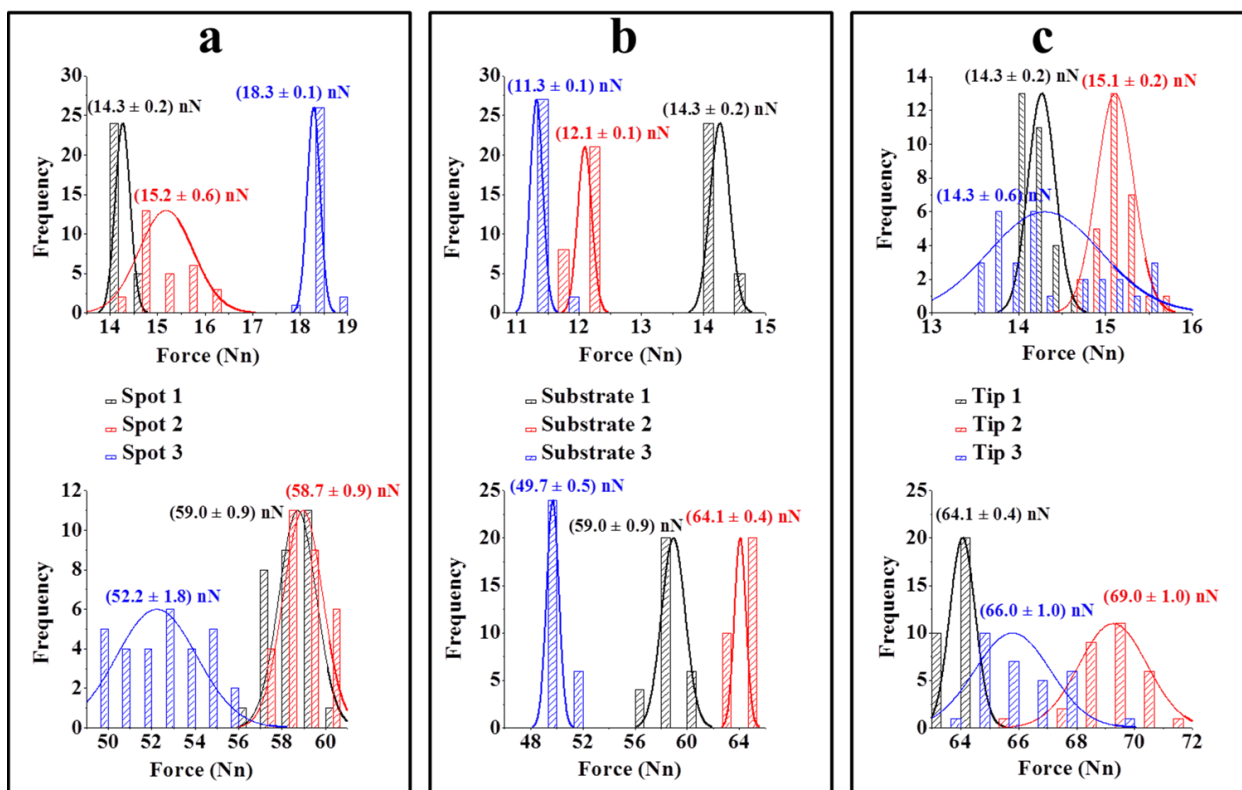 a
30
25
20
15
10
5
0
Frequency
(14.3 ± 0.2) nN
(18.3 ± 0.1) nN
(15.2 ± 0.6) nN
14 15 16 17 18 19
Force (Nn)
Spot 1
Spot 2
Spot 3
12
10
8
6
4
2
0
Frequency
(58.7 ± 0.9) nN
(59.0 ± 0.9) nN
(52.2 ± 1.8) nN
50 52 54 56 58 60
Force (Nn)
b
30
25
20
15
10
5
0
Frequency
(11.3 ± 0.1) nN
(14.3 ± 0.2) nN
(12.1 ± 0.1) nN
11 12 13 14 15
Force (Nn)
Substrate 1
Substrate 2
Substrate 3
25
20
15
10
5
0
Frequency
(49.7 ± 0.5) nN
(59.0 ± 0.9) nN
(64.1 ± 0.4) nN
48 52 56 60 64
Force (Nn)
c
14
12
10
8
6
4
2
0
Frequency
(14.3 ± 0.2) nN
(15.1 ± 0.2) nN
(14.3 ± 0.6) nN
13 14 15 16
Force (Nn)
Tip 1
Tip 2
Tip 3
25
20
15
10
5
0
Frequency
(64.1 ± 0.4) nN
(66.0 ± 1.0) nN
(69.0 ± 1.0) nN
64 66 68 70 72
Force (Nn)